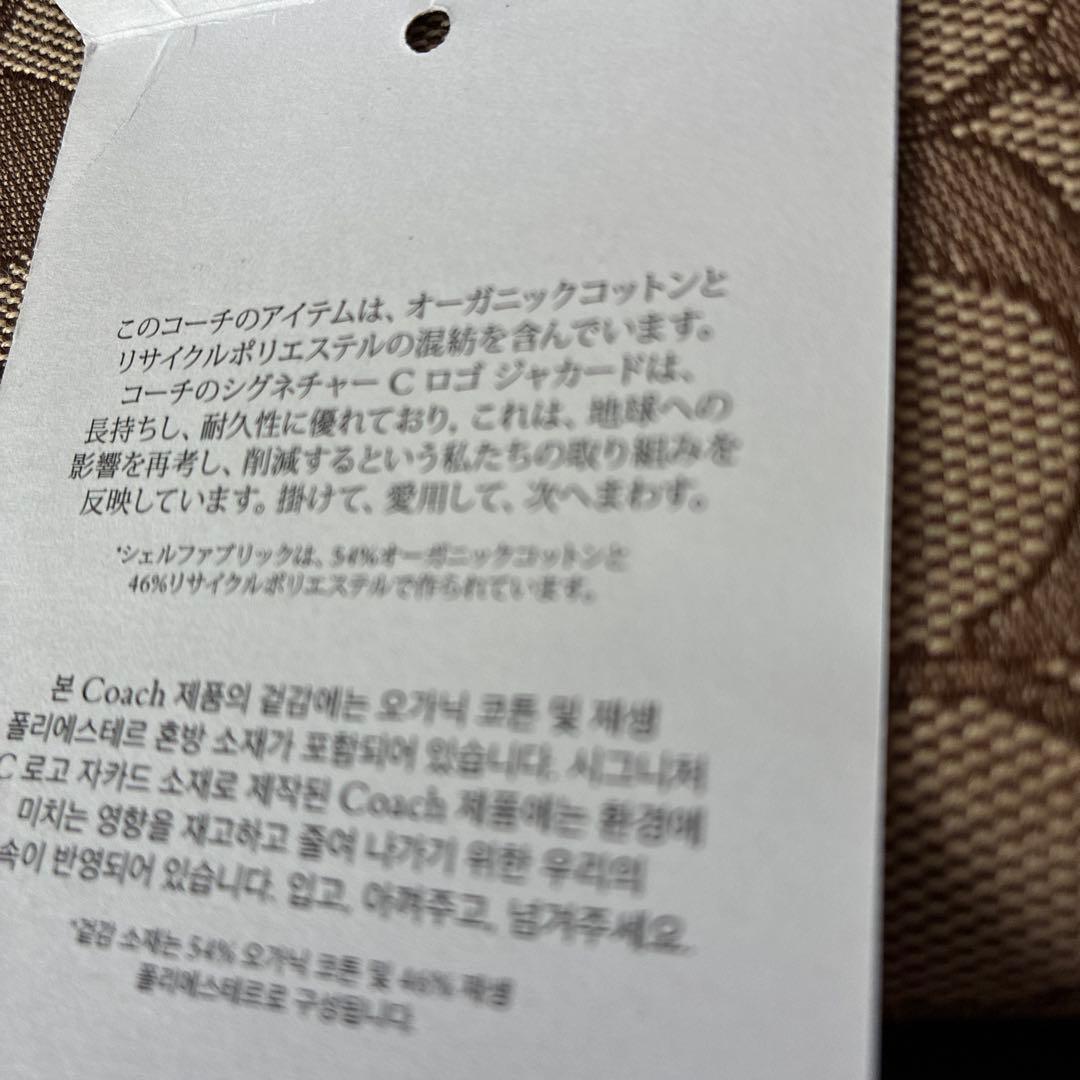 このコーチのアイテムは、オーガニックコットンと
リサイクルポリエステルの混紡を含んでいます。
コーチのシグネチャー C ロゴ ジャカードは、
長持ちし、耐久性に優れており、これは、地球への
影響を再考し、削減するという私たちの取り組みを
反映しています。掛けて、愛用して、次へまわす。
*シェルファブリックは、54%オーガニックコットンと
46%リサイクルポリエステルで作られています。
본 Coach 제품의 겉감에는 오가닉 코튼 및 재생
폴리에스테르 혼방 소재가 포함되어 있습니다. 시그니처
C 로고 자카드 소재로 제작된 Coach 제품에는 환경에
미치는 영향을 재고하고 줄여 나가기 위한 우리의
속이 반영되어 있습니다. 입고, 아껴주고, 넘겨주세요.
*겉감 소재는 54% 오가닉 코튼 및 46% 재생
폴리에스테르로 구성됩니다.